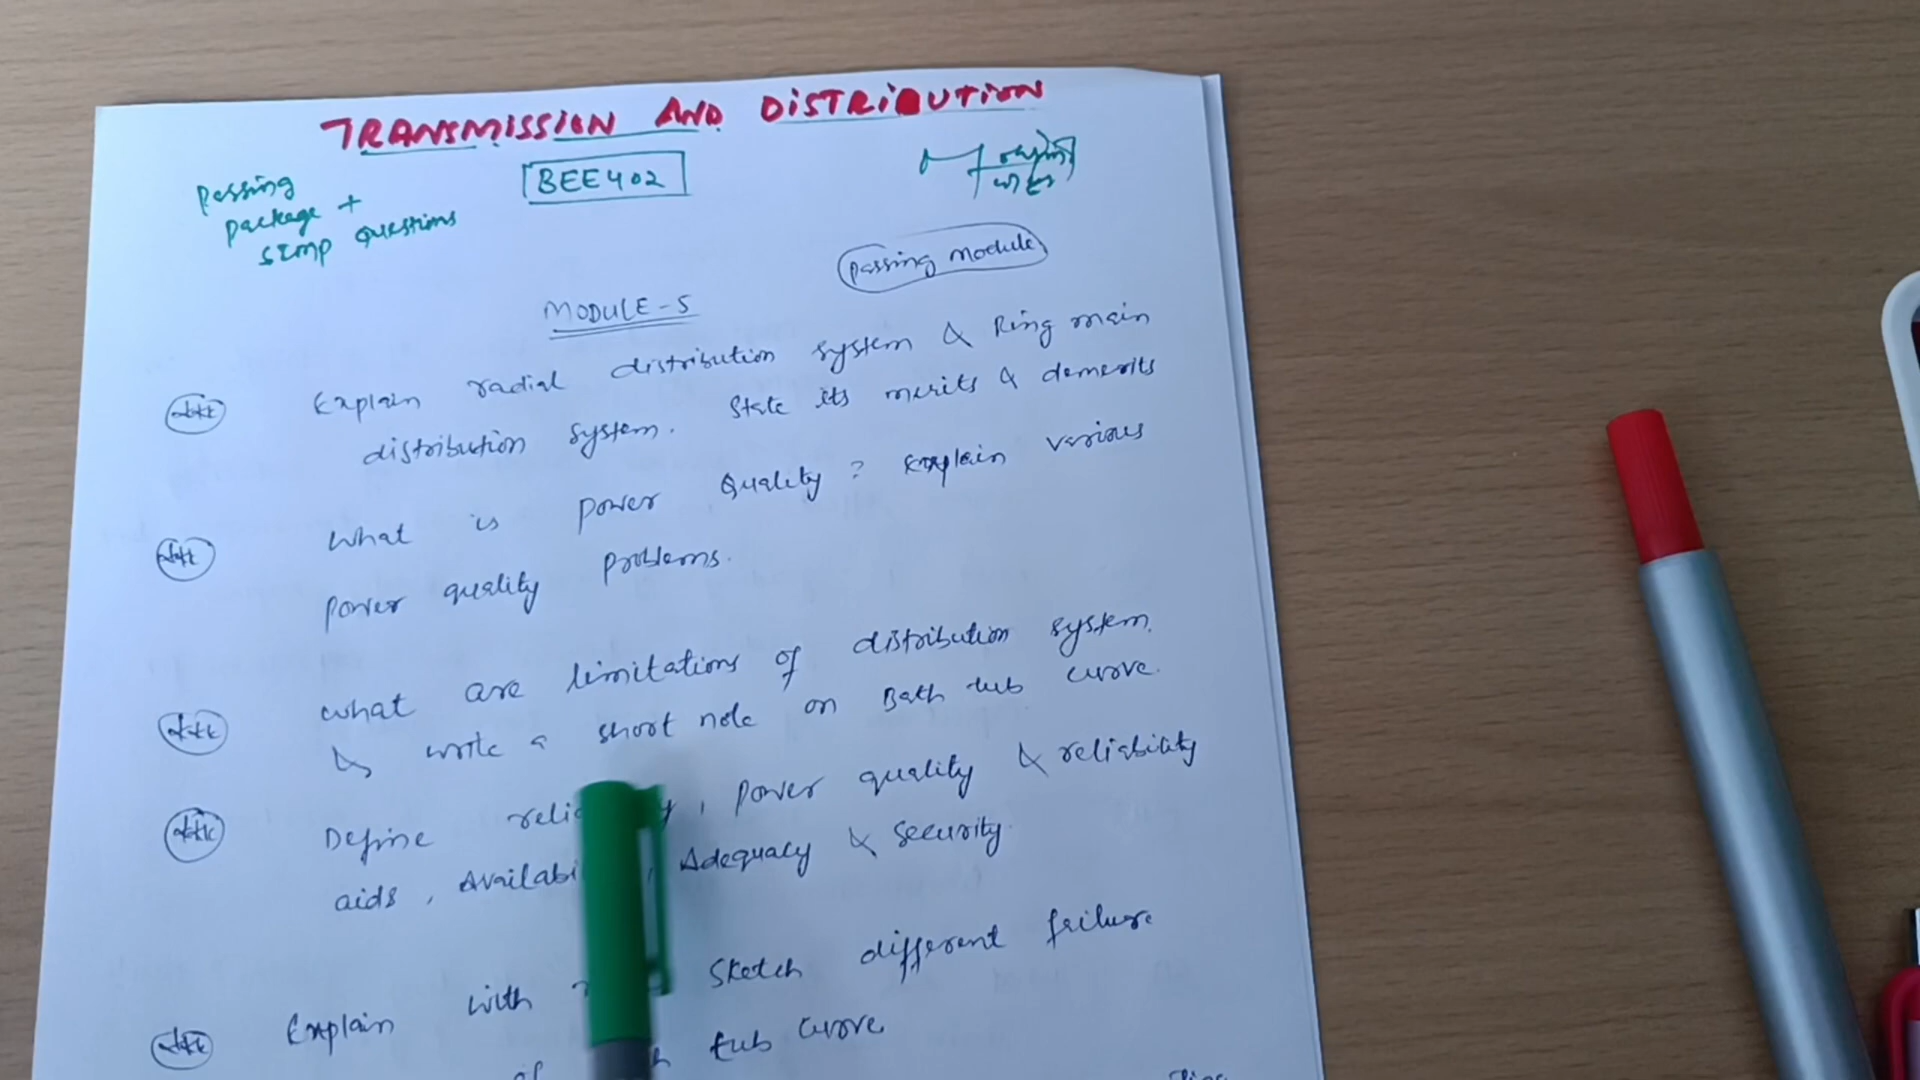 TRANSMISSION AND DISTRIBUTION
BEE402
Passing
package +
SIMP Questions
Passing Module
MODULE-5
Explain radial distribution system & Ring main
distribution system. State its merits & demerits
What is power Quality? explain various
power quality problems.
what are limitations of distribution system.
& write a short note on Bath tub curve.
Define , power quality & reliability
aids, Adequacy & Security.
Explain with Sketch different failure
of tub curve